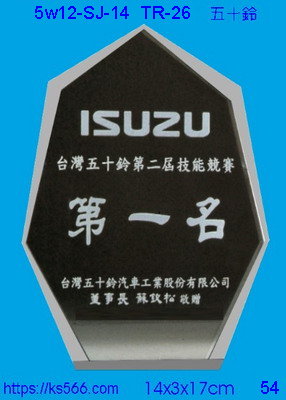 5w12-SJ-14 TR-26 五十鈴
ISUZU
台灣五十鈴第二屆技能競賽
第一名
台灣五十鈴汽車工業股份有限公司
董事長 蘇 松 敬贈
https://ks566.com/ 14x3x17cm 54